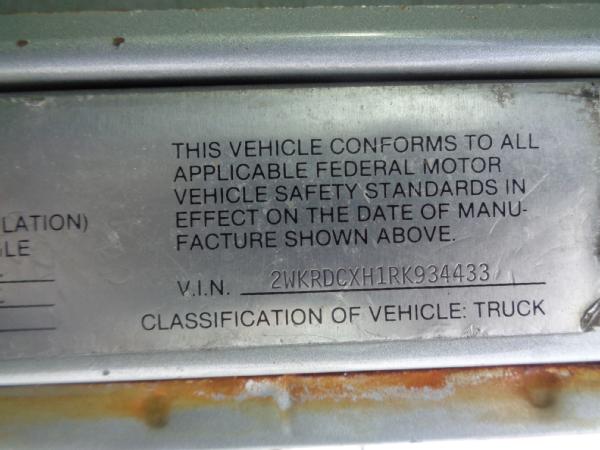 THIS VEHICLE CONFORMS TO ALL
APPLICABLE FEDERAL MOTOR
VEHICLE SAFETY STANDARDS IN
EFFECT ON THE DATE OF MANU-
FACTURE SHOWN ABOVE.
LATION)
GLE
V.I.N. 2WKRDCXH1RK934433
CLASSIFICATION OF VEHICLE: TRUCK